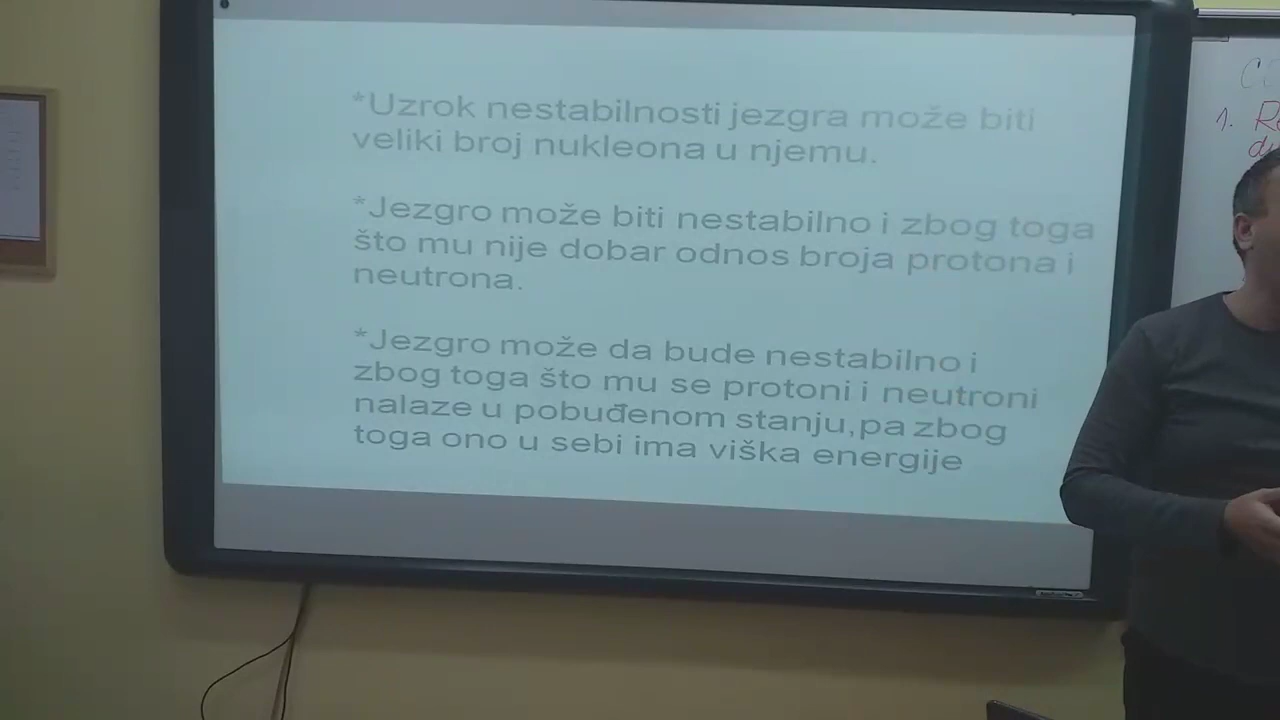 *Uzrok nestabilnosti jezgra može biti
veliki broj nukleona u njemu.
*Jezgro može biti nestabilno i zbog toga
što mu nije dobar odnos broja protona i
neutrona.
*Jezgro može da bude nestabilno i
zbog toga što mu se protoni i neutroni
nalaze u pobuđenom stanju,pa zbog
toga ono u sebi ima viška energije
1.